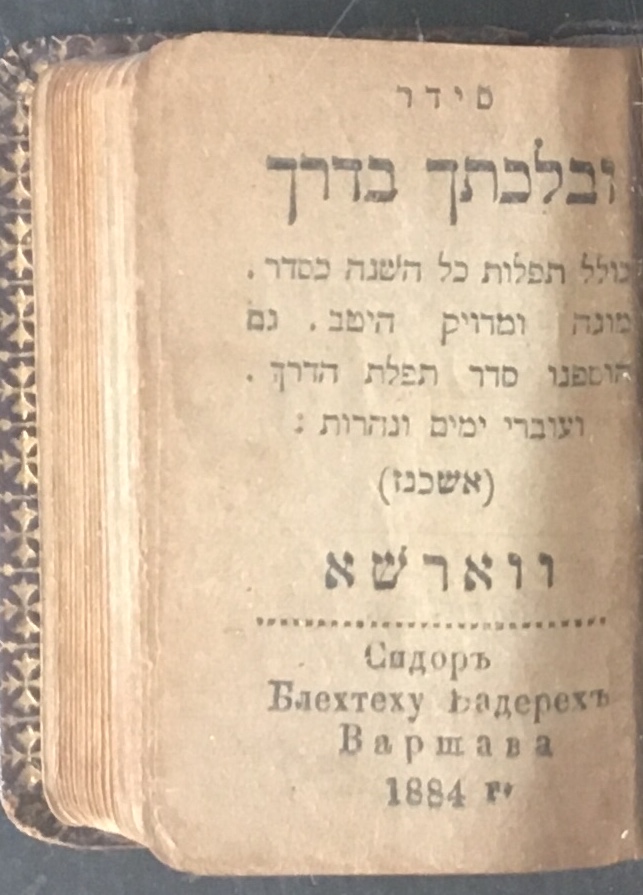 סידר
ובלכתך בדרך
כולל תפלות כל השנה כסדר.
מוגה ומדויק היטב. גם
הוספנו סדר תפלת הדרך.
ועוברי ימים ונהרות :
(אשכנז)
ווארשא
Сидоръ
Блехтеху Бадерехъ
Варшава
1884 г.